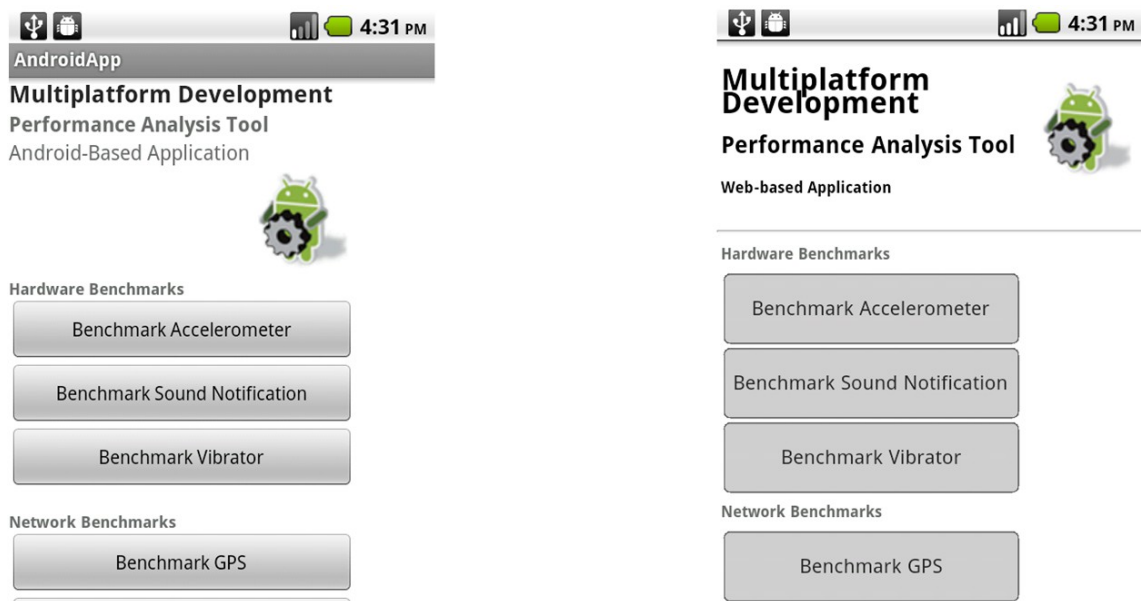 4:31 PM
AndroidApp
Multiplatform Development
Performance Analysis Tool
Android-Based Application
Hardware Benchmarks
Benchmark Accelerometer
Benchmark Sound Notification
Benchmark Vibrator
Network Benchmarks
Benchmark GPS
4:31 PM
Multiplatform
Development
Performance Analysis Tool
Web-based Application
Hardware Benchmarks
Benchmark Accelerometer
Benchmark Sound Notification
Benchmark Vibrator
Network Benchmarks
Benchmark GPS